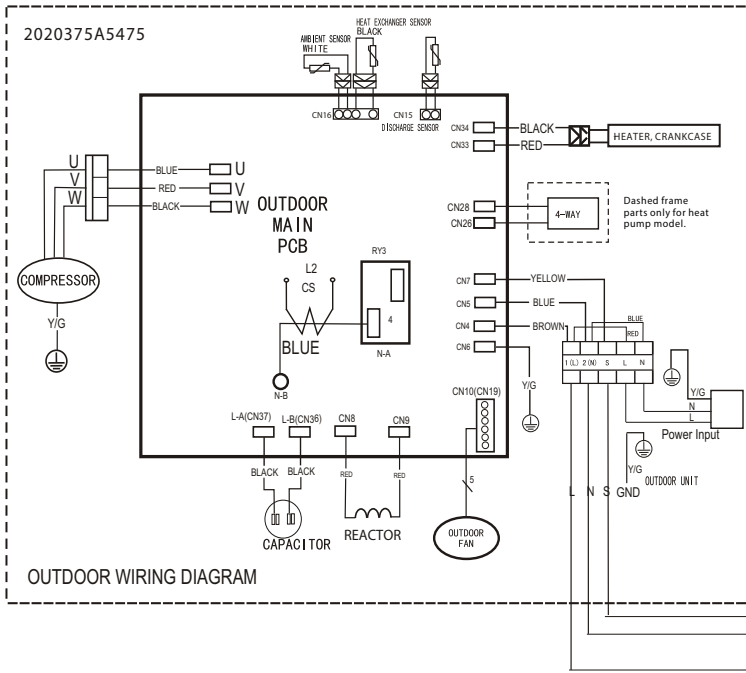 2020375A5475
HEAT EXCHANGER SENSOR
BLACK
AMBIENT SENSOR
WHITE
CN16
CN15
DISCHARGE SENSOR
CN34
BLACK
CN33
RED
HEATER, CRANKCASE
U
V
W
BLUE
RED
BLACK
U
V
W
OUTDOOR
MAIN
PCB
CN28
CN26
4-WAY
Dashed frame
parts only for heat
pump model.
COMPRESSOR
Y/G
L2
CS
BLUE
N-B
RY3
4
N-A
CN7
YELLOW
CN5
BLUE
CN4
BROWN
CN6
Y/G
BLUE
RED
1(L) 2(N) S L N
Y/G
N
L
Power Input
Y/G
L N S GND
OUTDOOR UNIT
CN10(CN19)
5
OUTDOOR
FAN
L-A(CN37)
L-B(CN36)
CN8
CN9
BLACK
BLACK
RED
RED
CAPACITOR
REACTOR
OUTDOOR WIRING DIAGRAM